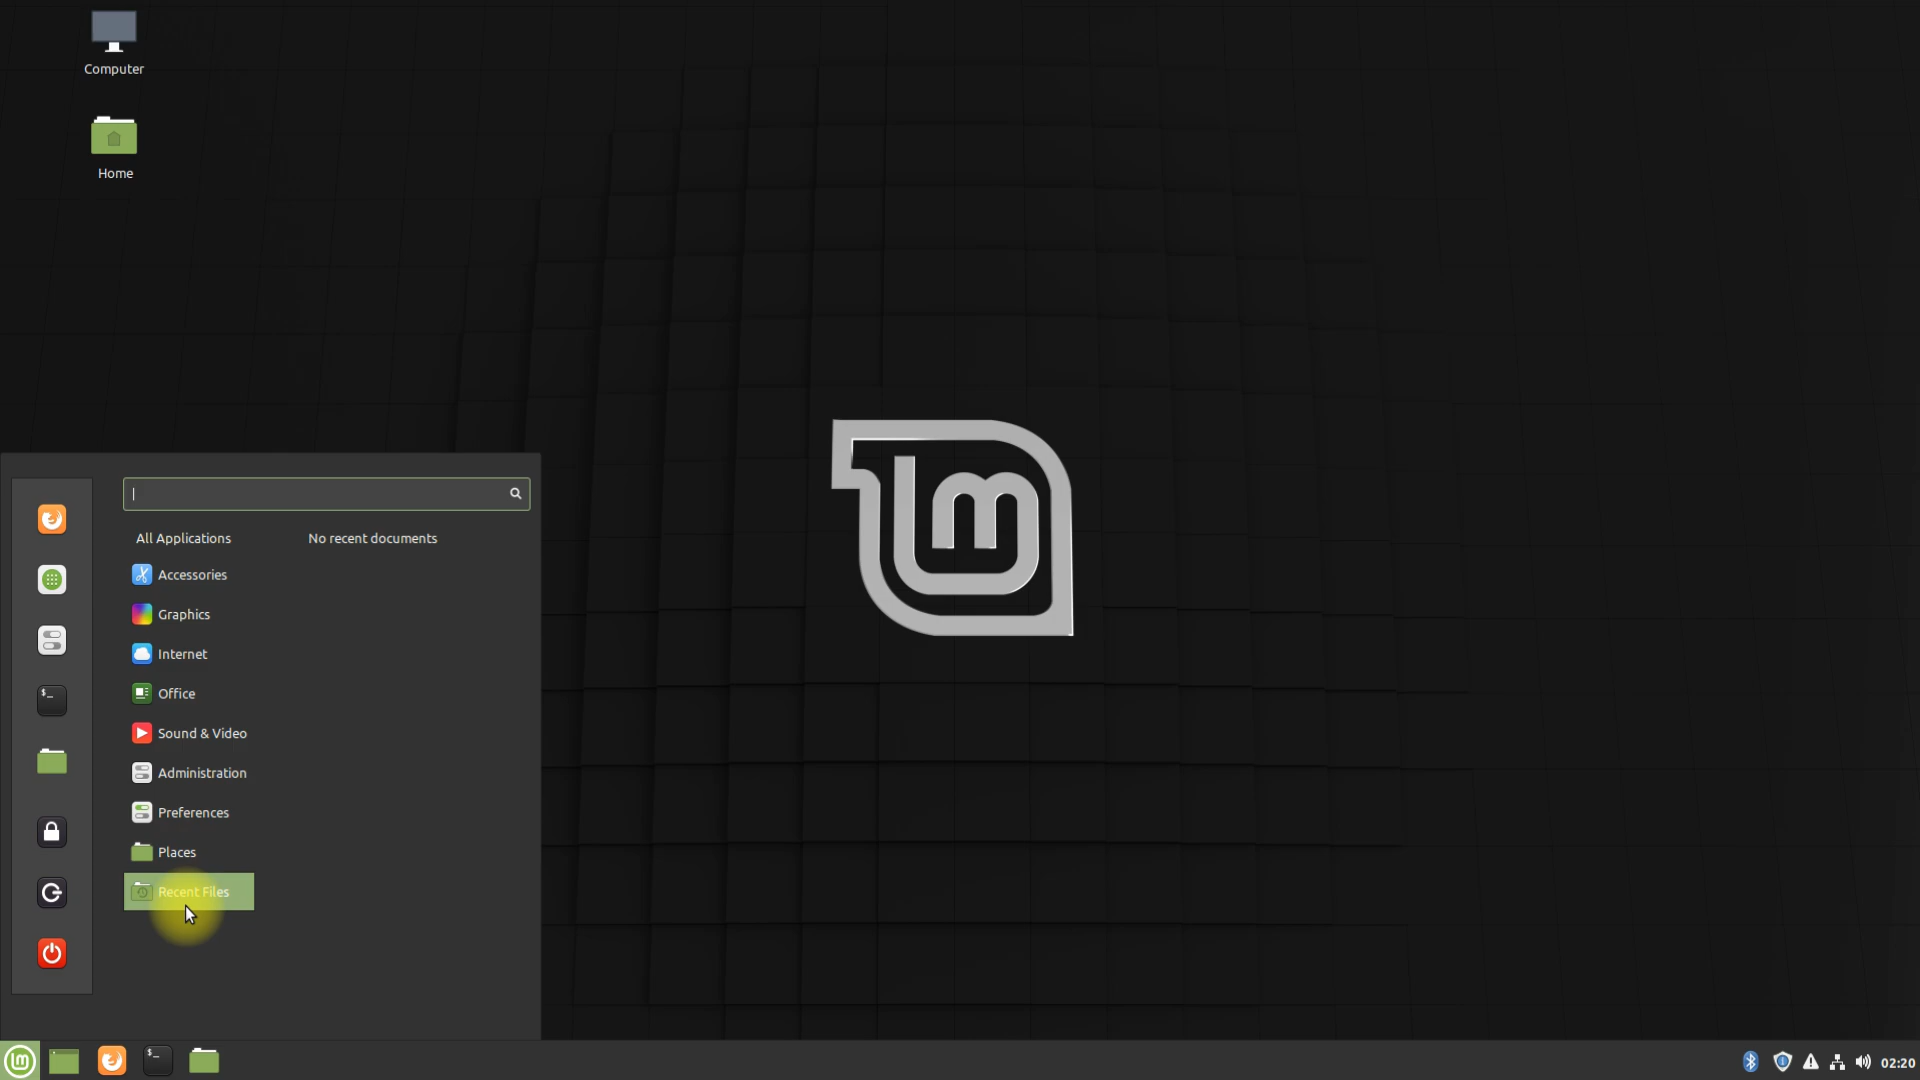 Computer
Home
All Applications
No recent documents
Accessories
Graphics
Internet
Office
Sound & Video
Administration
Preferences
Places
Recent Files
02:20